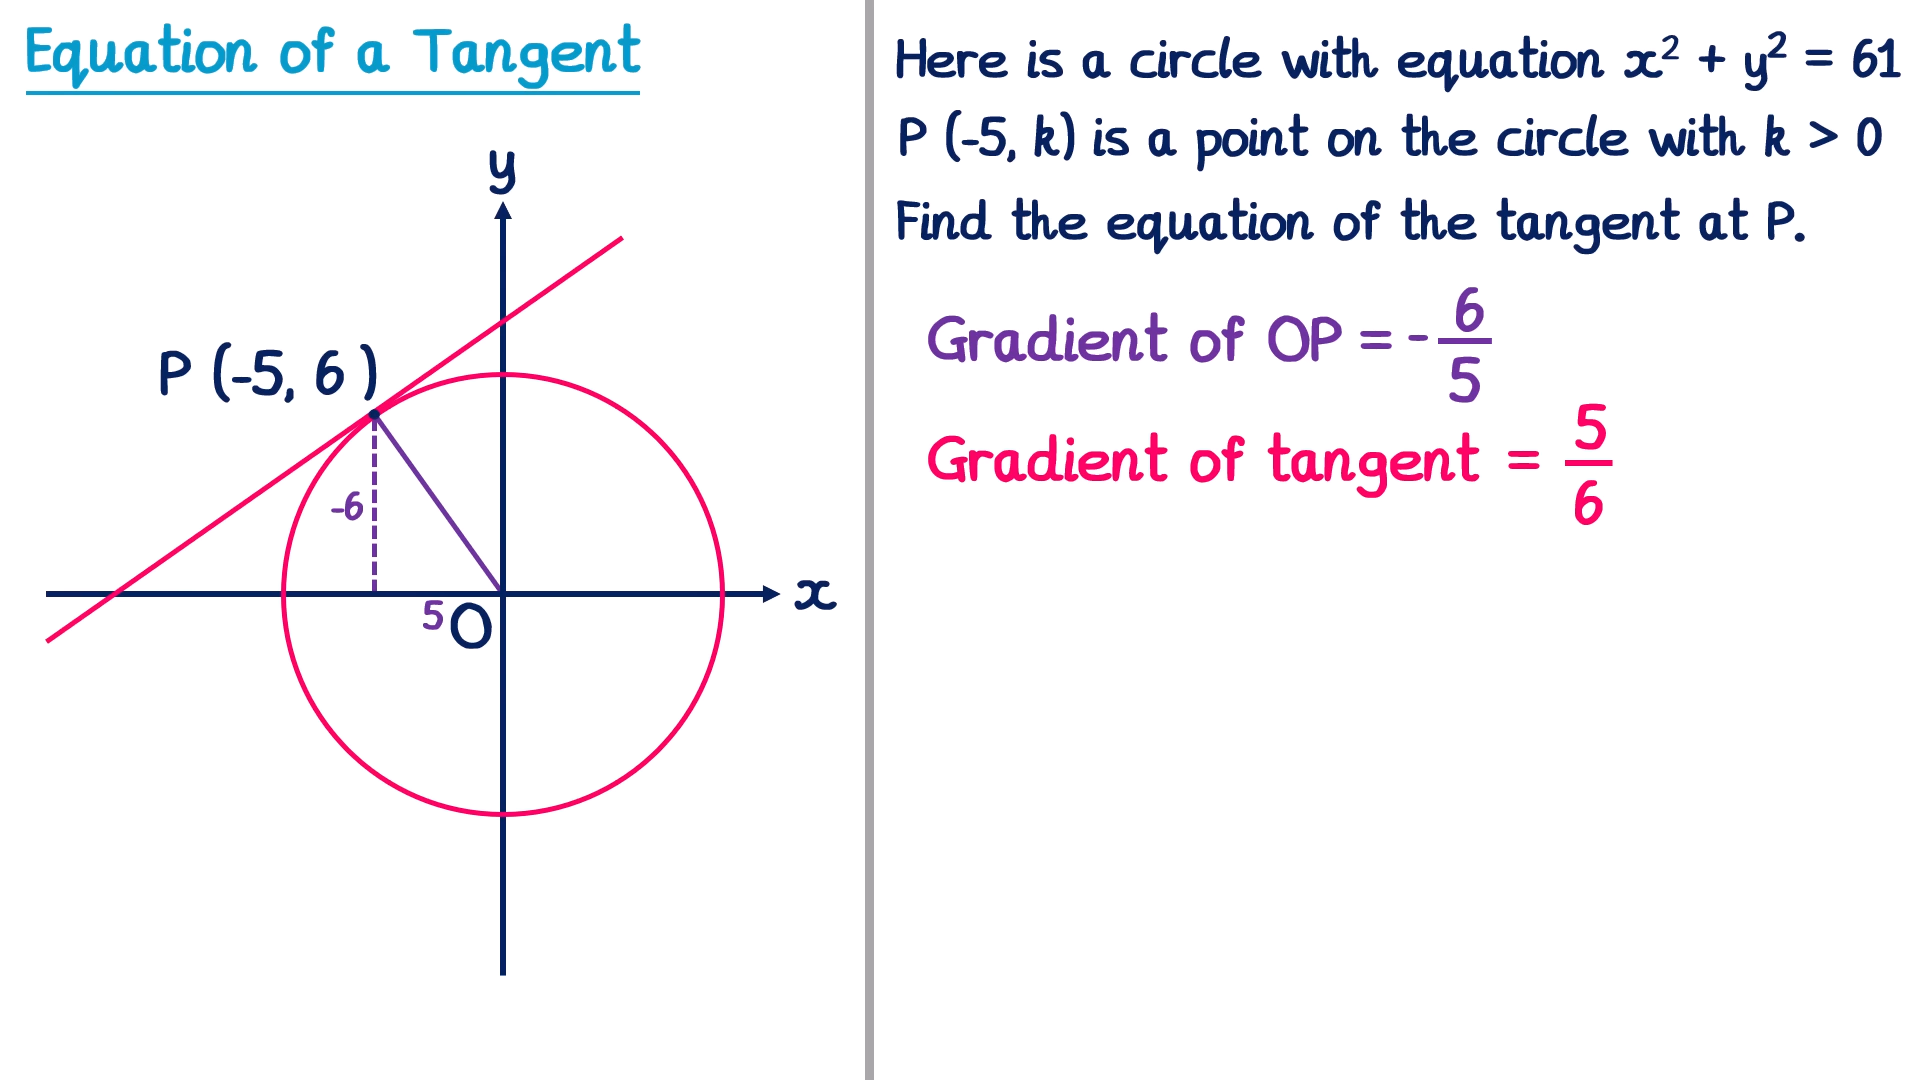 Equation of a Tangent
y
P (-5, 6 )
-6
x
5
O
Here is a circle with equation x² + y² = 61
P (-5, k) is a point on the circle with k > 0
Find the equation of the tangent at P.
Gradient of OP = - 6/5
Gradient of tangent = 5/6